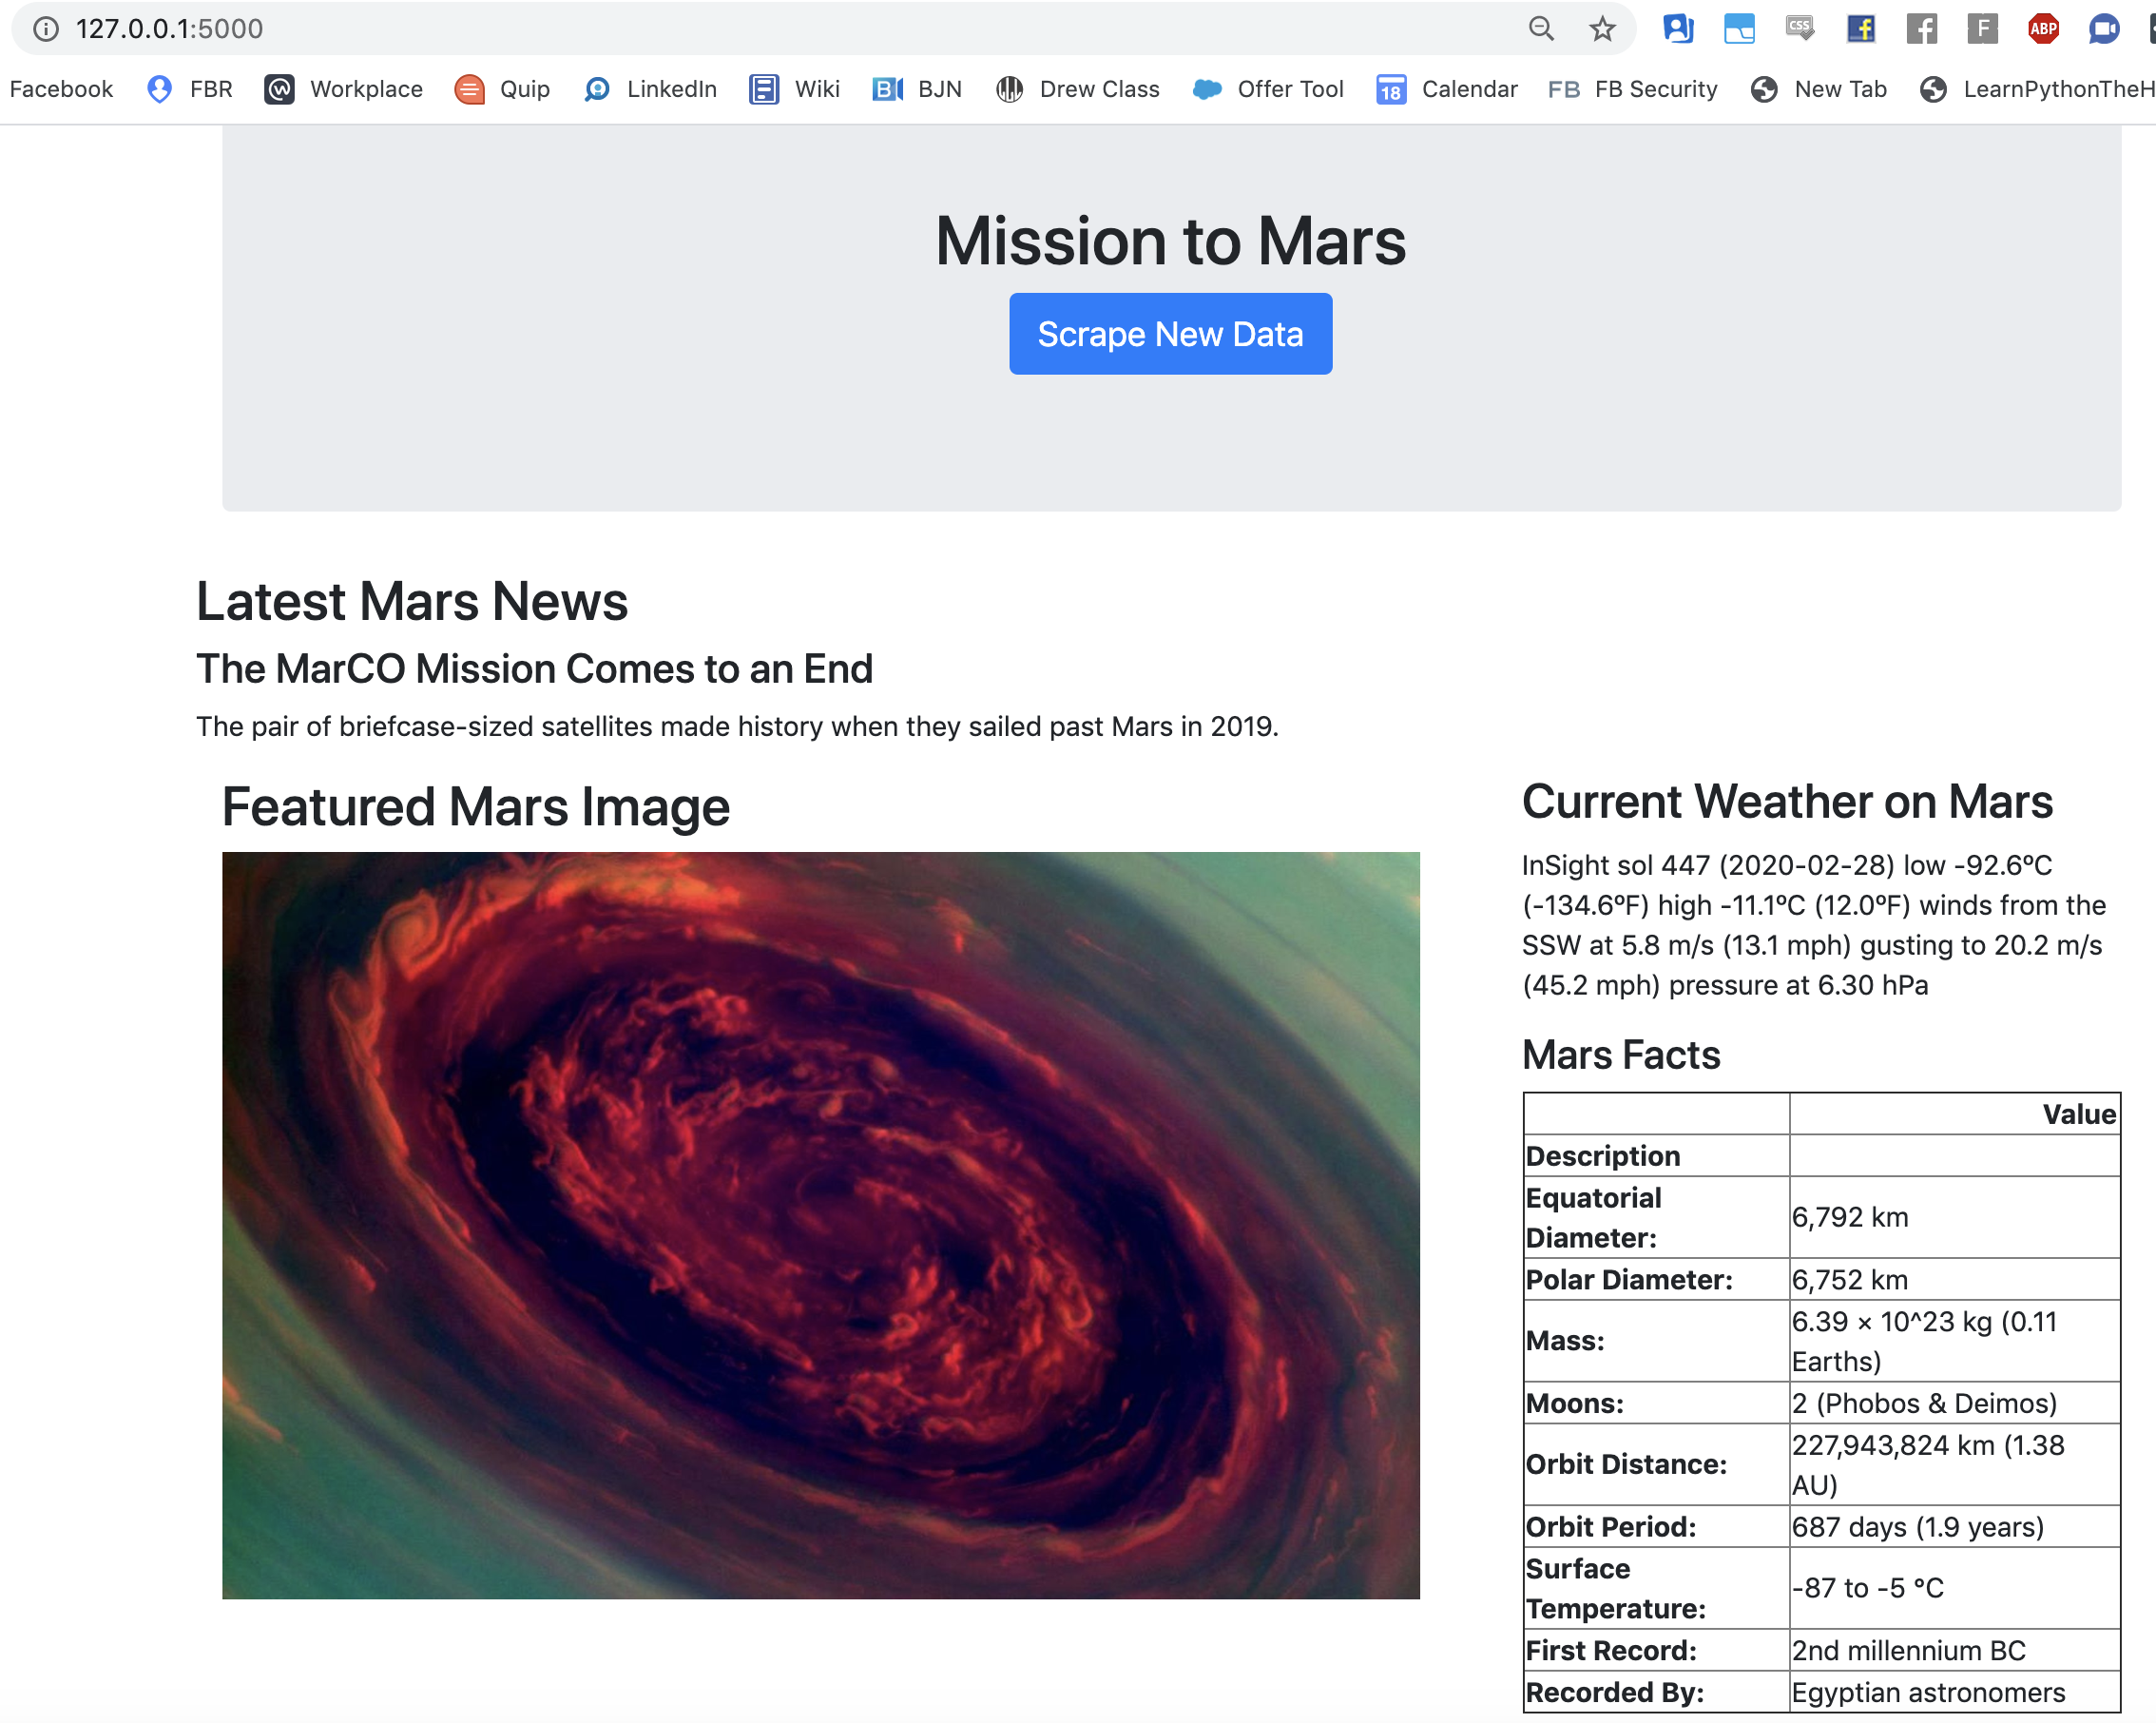 127.0.0.1:5000
Facebook FBR Workplace Quip LinkedIn Wiki BJN Drew Class Offer Tool 18 Calendar FB FB Security New Tab LearnPythonTheH
CSS F ABP
Mission to Mars
Scrape New Data
Latest Mars News
The MarCO Mission Comes to an End
The pair of briefcase-sized satellites made history when they sailed past Mars in 2019.
Featured Mars Image
Current Weather on Mars
InSight sol 447 (2020-02-28) low -92.6ºC
(-134.6ºF) high -11.1ºC (12.0ºF) winds from the
SSW at 5.8 m/s (13.1 mph) gusting to 20.2 m/s
(45.2 mph) pressure at 6.30 hPa
Mars Facts
Value
Description
Equatorial
Diameter: 6,792 km
Polar Diameter: 6,752 km
Mass: 6.39 × 10^23 kg (0.11
Earths)
Moons: 2 (Phobos & Deimos)
Orbit Distance: 227,943,824 km (1.38
AU)
Orbit Period: 687 days (1.9 years)
Surface
Temperature: -87 to -5 °C
First Record: 2nd millennium BC
Recorded By: Egyptian astronomers